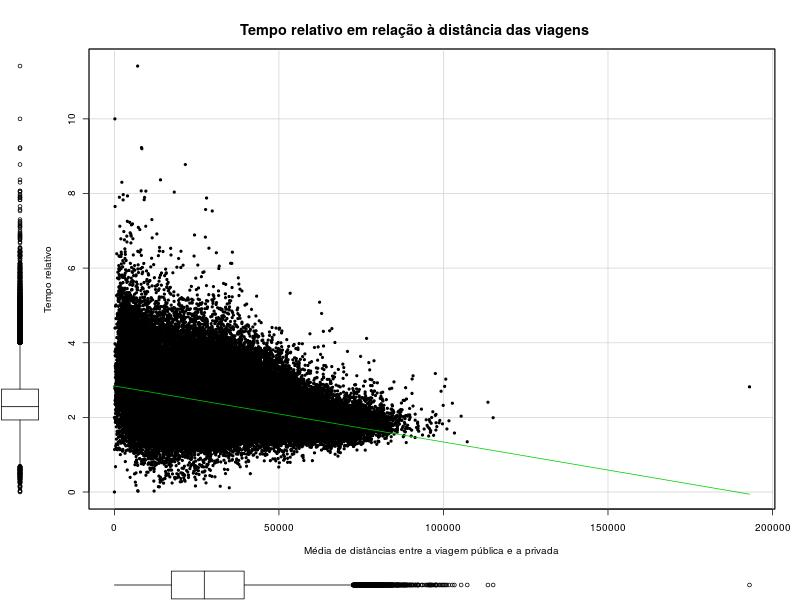 Tempo relativo em relação à distância das viagens
10
8
6
4
2
0
Tempo relativo
0 50000 100000 150000 200000
Média de distâncias entre a viagem pública e a privada